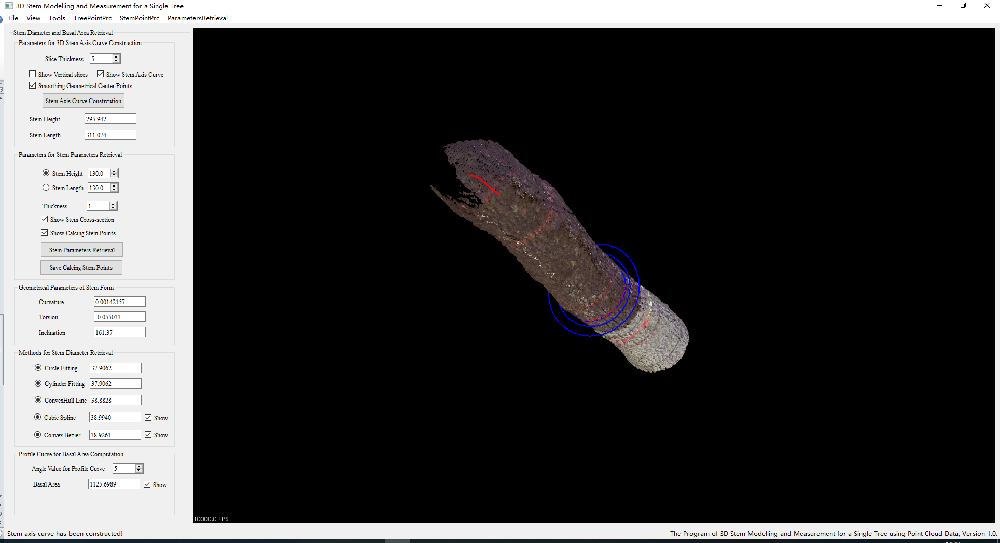 3D Stem Modelling and Measurement for a Single Tree
File View Tools TreePointPrc StemPointPrc ParametersRetrieval
Stem Diameter and Basal Area Retrieval
Parameters for 3D Stem Axis Curve Construction
Slice Thickness 5
Show Vertical slices Show Stem Axis Curve
Smoothing Geometrical Center Points
Stem Axis Curve Constrcution
Stem Height 295.942
Stem Length 311.074
Parameters for Stem Parameters Retrieval
Stem Height 130.0
Stem Length 130.0
Thickness 1
Show Stem Cross-section
Show Calcing Stem Points
Stem Parameters Retrieval
Save Calcing Stem Points
Geometrical Parameters of Stem Form
Curvature 0.00142157
Torsion -0.055033
Inclination 161.37
Methods for Stem Diameter Retrieval
Circle Fitting 37.9062
Cylinder Fitting 37.9062
ConvexHull Line 38.8828
Cubic Spline 38.9940 Show
Convex Bezier 38.9261 Show
Profile Curve for Basal Area Computation
Angle Value for Profile Curve 5
Basal Area 1125.6989 Show
10000.0 FPS
Stem axis curve has been constructed!
The Program of 3D Stem Modelling and Measurement for a Single Tree using Point Cloud Data, Version 1.0.